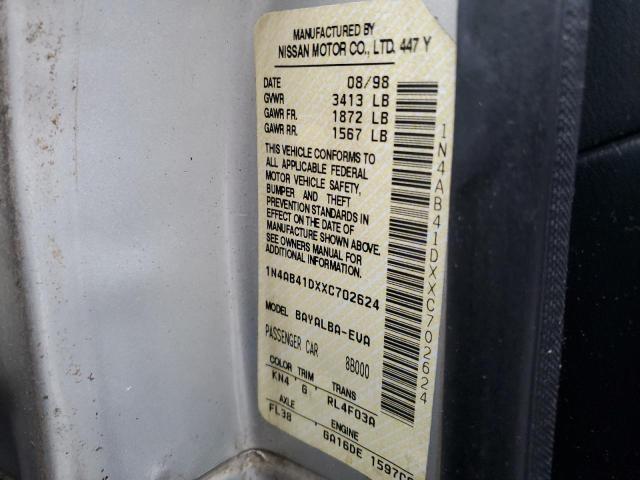 MANUFACTURED BY
NISSAN MOTOR CO., LTD. 447 Y
DATE 08/98
GVWR 3413 LB
GAWR FR. 1872 LB
GAWR RR. 1567 LB
THIS VEHICLE CONFORMS TO
ALL APPLICABLE FEDERAL
MOTOR VEHICLE SAFETY,
BUMPER AND THEFT
PREVENTION STANDARDS IN
EFFECT ON THE DATE OF
MANUFACTURE SHOWN ABOVE.
SEE OWNERS MANUAL FOR
ADDITIONAL INFORMATION.
1N4AB41DXXC702624
MODEL BAYALBA-EVA
PASSENGER CAR 8B000
COLOR TRIM TRANS
KN4 G RL4F03A
AXLE ENGINE
FL38 GA16DE 1597CC
1N4AB41DXXC702624